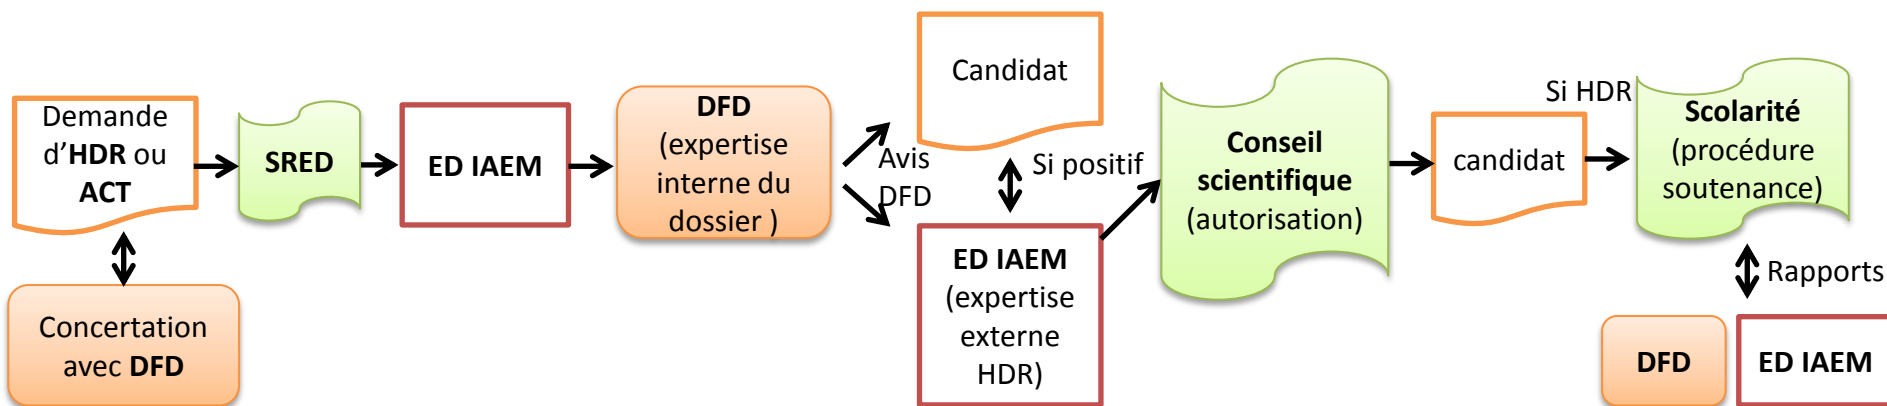 Demande
d'HDR ou
ACT
Concertation
avec DFD
SRED
ED IAEM
DFD
(expertise
interne du
dossier )
Avis
DFD
Candidat
Si positif
ED IAEM
(expertise
externe
HDR)
Conseil
scientifique
(autorisation)
candidat
Si HDR
Scolarité
(procédure
soutenance)
Rapports
DFD
ED IAEM